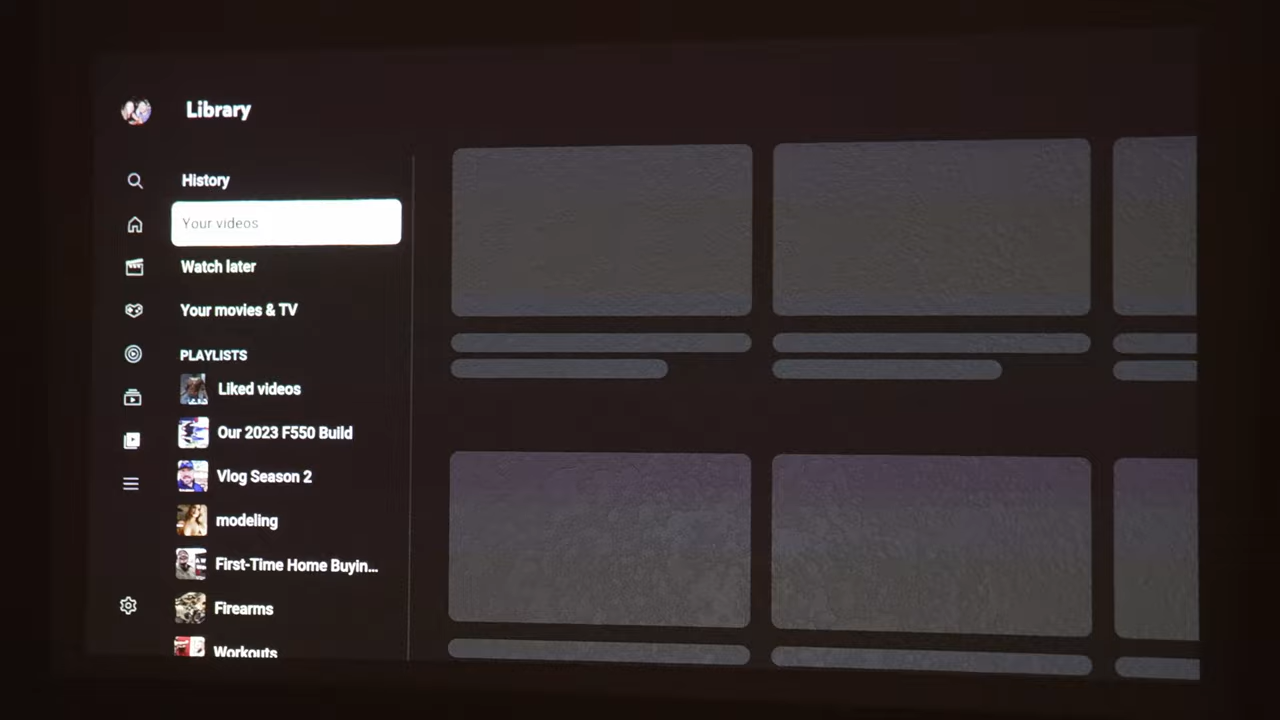 Library
History
Your videos
Watch later
Your movies & TV
PLAYLISTS
Liked videos
Our 2023 F550 Build
Vlog Season 2
modeling
First-Time Home Buyin...
Firearms
Workouts